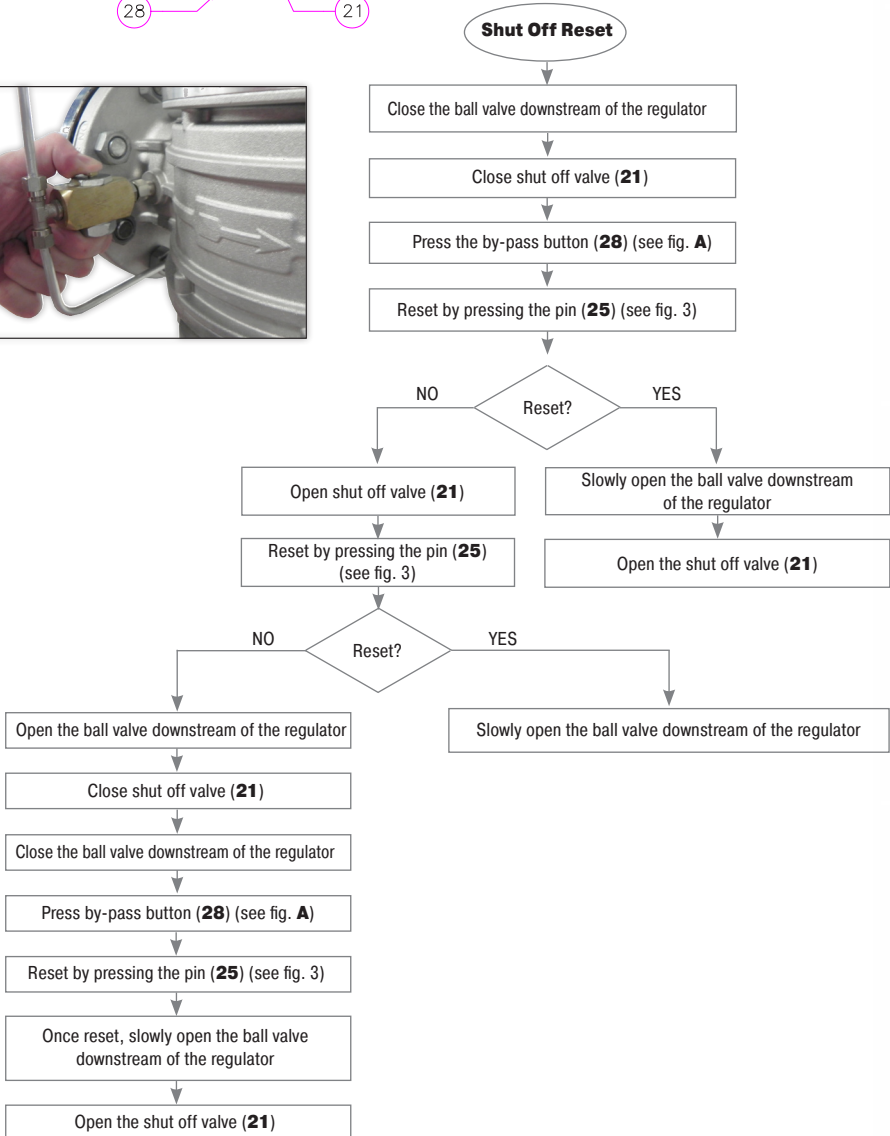 28
21
Shut Off Reset
Close the ball valve downstream of the regulator
Close shut off valve (21)
Press the by-pass button (28) (see fig. A)
Reset by pressing the pin (25) (see fig. 3)
Reset?
NO
YES
Open shut off valve (21)
Reset by pressing the pin (25)
(see fig. 3)
Slowly open the ball valve downstream
of the regulator
Open the shut off valve (21)
Reset?
NO
YES
Open the ball valve downstream of the regulator
Close shut off valve (21)
Close the ball valve downstream of the regulator
Press by-pass button (28) (see fig. A)
Reset by pressing the pin (25) (see fig. 3)
Once reset, slowly open the ball valve
downstream of the regulator
Open the shut off valve (21)
Slowly open the ball valve downstream of the regulator